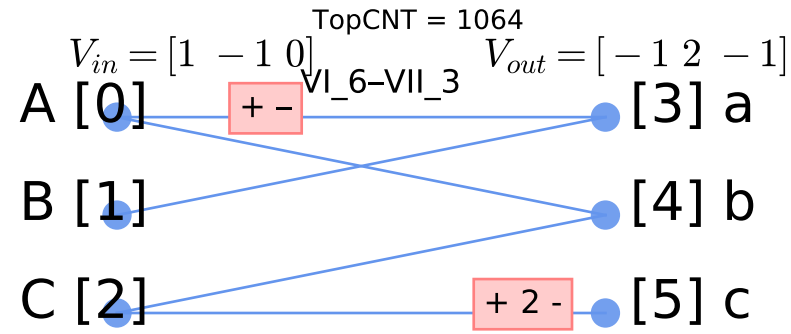 TopCNT = 1064
V_in = [1 −1 0]
V_out = [−1 2 −1]
VI_6–VII_3
A [0]
+ –
[3] a
B [1]
[4] b
C [2]
+ 2 -
[5] c